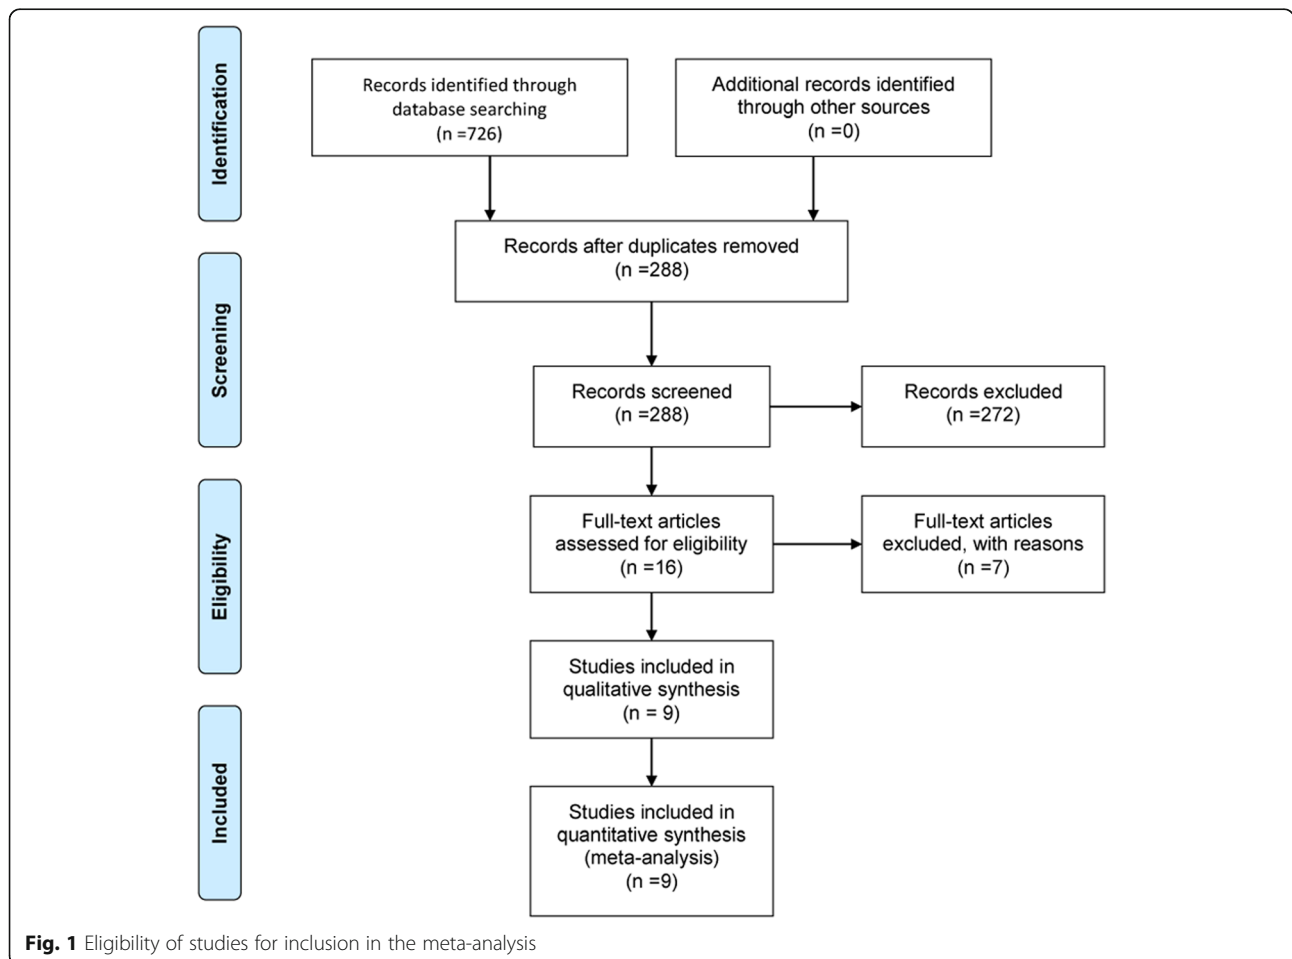 Identification
Records identified through
database searching
(n =726)
Additional records identified
through other sources
(n =0)
Records after duplicates removed
(n =288)
Screening
Records screened
(n =288)
Records excluded
(n =272)
Eligibility
Full-text articles
assessed for eligibility
(n =16)
Full-text articles
excluded, with reasons
(n =7)
Studies included in
qualitative synthesis
(n = 9)
Included
Studies included in
quantitative synthesis
(meta-analysis)
(n =9)
Fig. 1 Eligibility of studies for inclusion in the meta-analysis